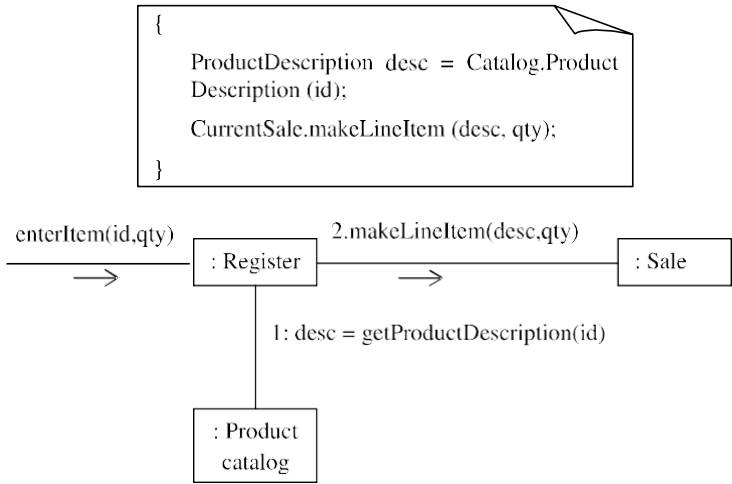 {
ProductDescription desc = Catalog.Product
Description (id);
CurrentSale.makeLineItem (desc, qty);
}
enterItem(id,qty)
2.makeLineItem(desc,qty)
: Register
: Sale
1: desc = getProductDescription(id)
: Product
catalog